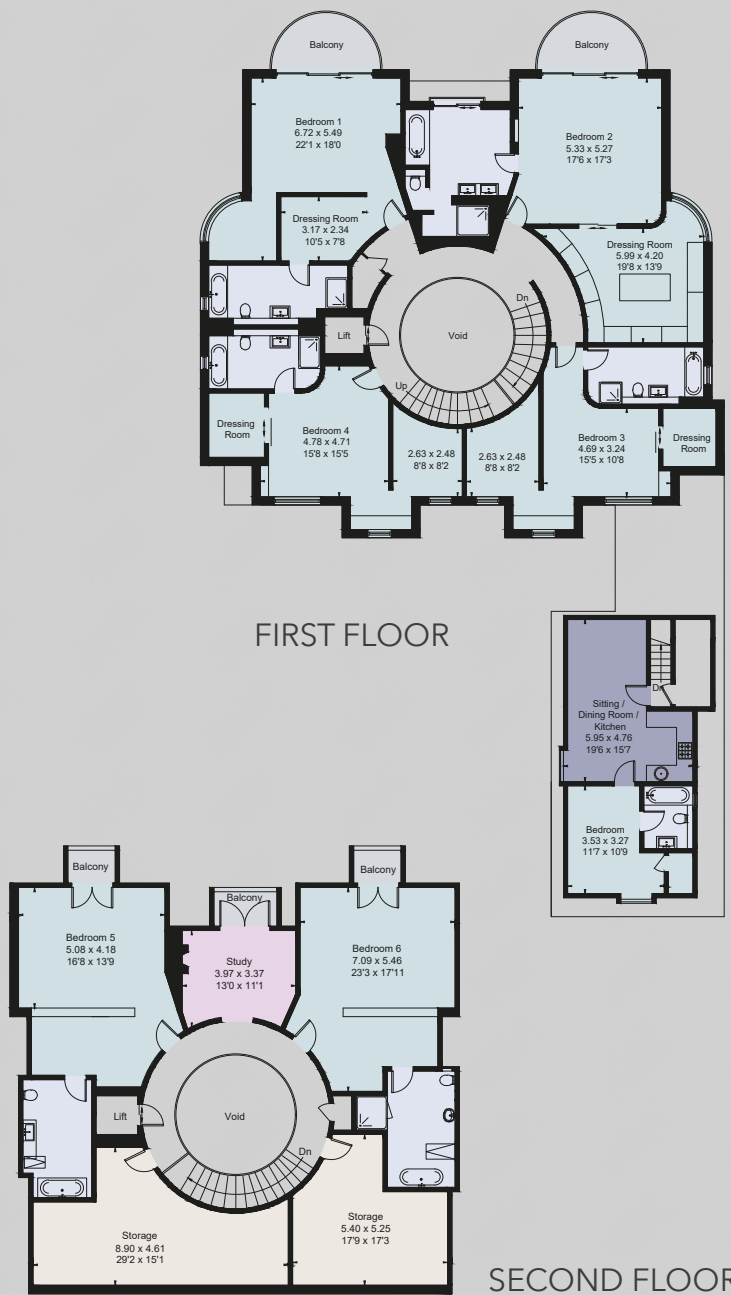 Balcony
Balcony
Bedroom 1
6.72 x 5.49
22'1 x 18'0
Bedroom 2
5.33 x 5.27
17'6 x 17'3
Dressing Room
3.17 x 2.34
10'5 x 7'8
Dressing Room
5.99 x 4.20
19'8 x 13'9
Dn
Lift
Void
Up
Dressing
Room
Bedroom 4
4.78 x 4.71
15'8 x 15'5
2.63 x 2.48
8'8 x 8'2
2.63 x 2.48
8'8 x 8'2
Bedroom 3
4.69 x 3.24
15'5 x 10'8
Dressing
Room
FIRST FLOOR
Dn
Sitting /
Dining Room /
Kitchen
5.95 x 4.76
19'6 x 15'7
Bedroom
3.53 x 3.27
11'7 x 10'9
Balcony
Balcony
Balcony
Bedroom 5
5.08 x 4.18
16'8 x 13'9
Study
3.97 x 3.37
13'0 x 11'1
Bedroom 6
7.09 x 5.46
23'3 x 17'11
Lift
Void
Dn
Storage
8.90 x 4.61
29'2 x 15'1
Storage
5.40 x 5.25
17'9 x 17'3
SECOND FLOOR